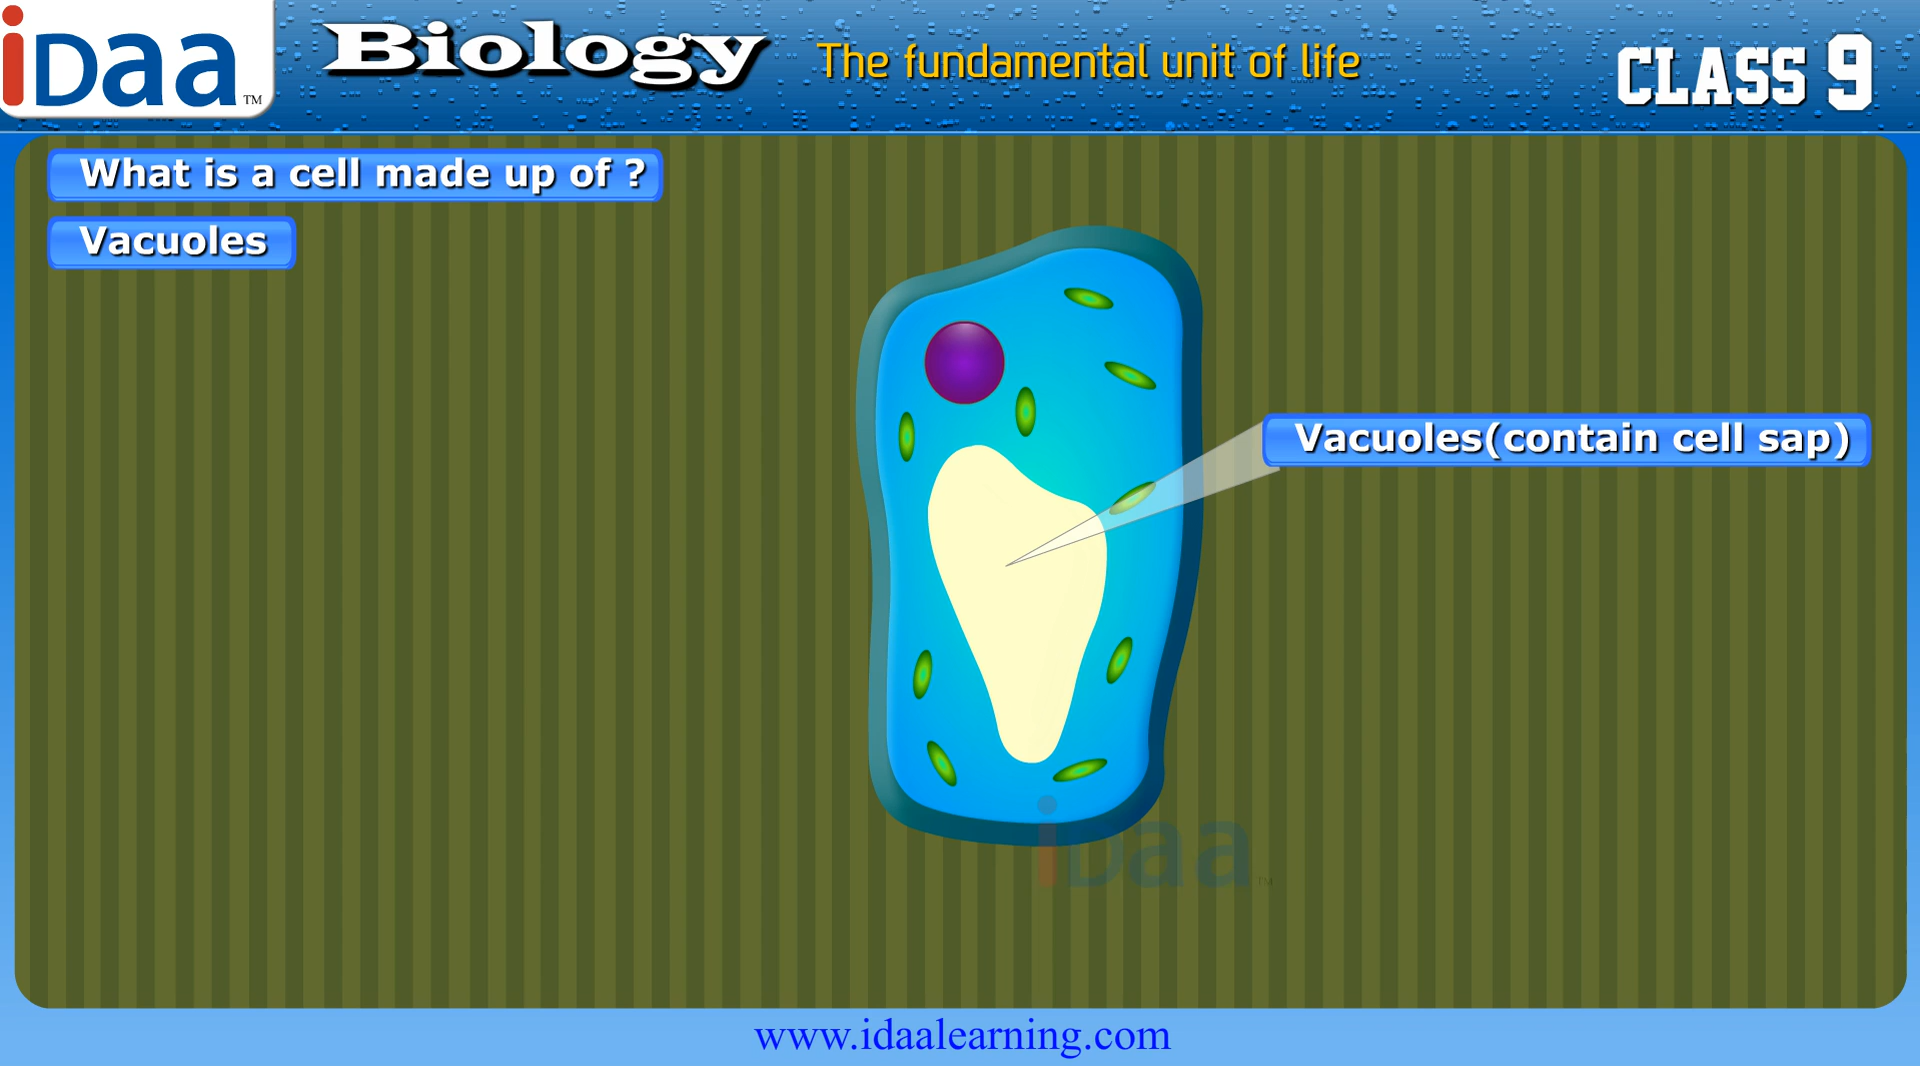 iDaa™
Biology
The fundamental unit of life
CLASS 9
What is a cell made up of ?
Vacuoles
Vacuoles(contain cell sap)
iDaa™
www.idaalearning.com